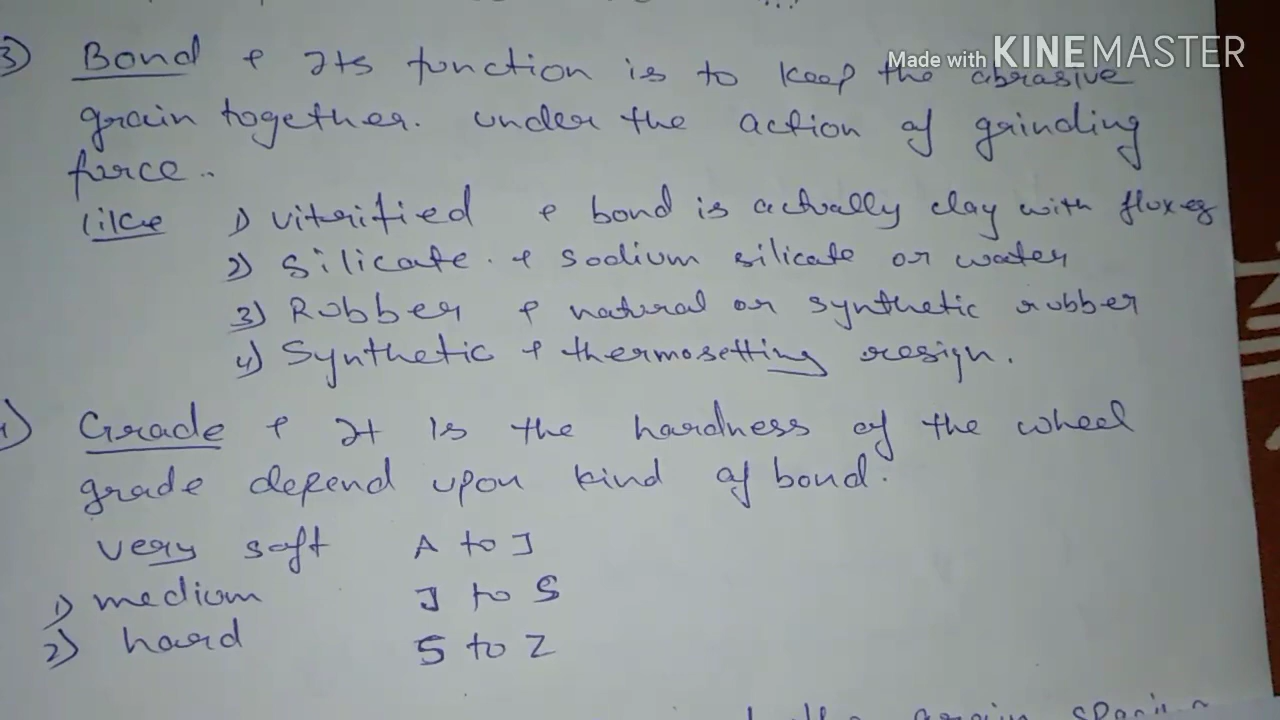 Made with KINEMASTER
3) Bond : Its function is to keep the abrasive
grain together. under the action of grinding
force..
like 1) vitrified : bond is actually clay with fluxes
2) Silicate. : sodium silicate or water
3) Rubber : natural or synthetic rubber
4) Synthetic : thermosetting resign.
Grade : It is the hardness of the wheel
grade depend upon kind of bond.
very soft A to J
1) medium J to S
2) hard S to Z
grain